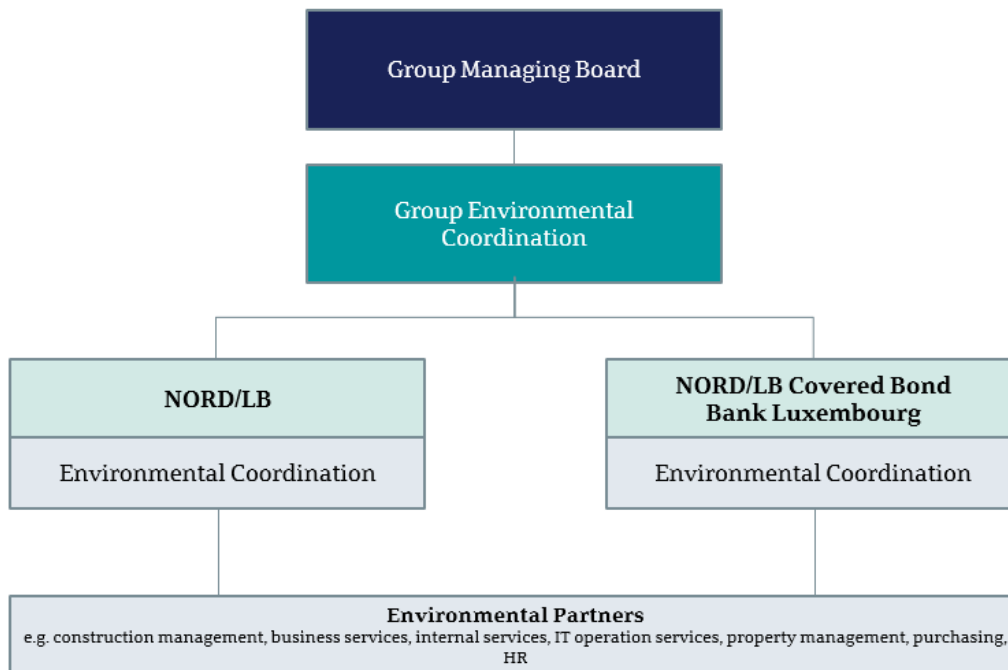 Group Managing Board
Group Environmental
Coordination
NORD/LB
Environmental Coordination
NORD/LB Covered Bond
Bank Luxembourg
Environmental Coordination
Environmental Partners
e.g. construction management, business services, internal services, IT operation services, property management, purchasing,
HR